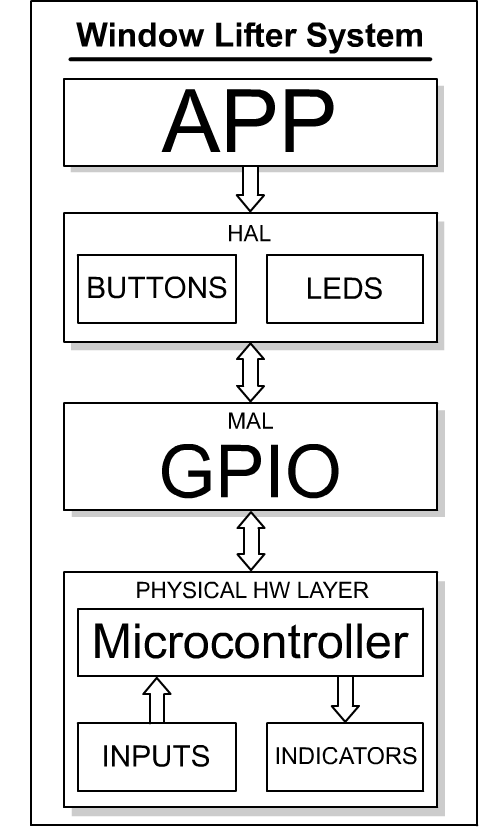 Window Lifter System
APP
HAL
BUTTONS
LEDS
MAL
GPIO
PHYSICAL HW LAYER
Microcontroller
INPUTS
INDICATORS